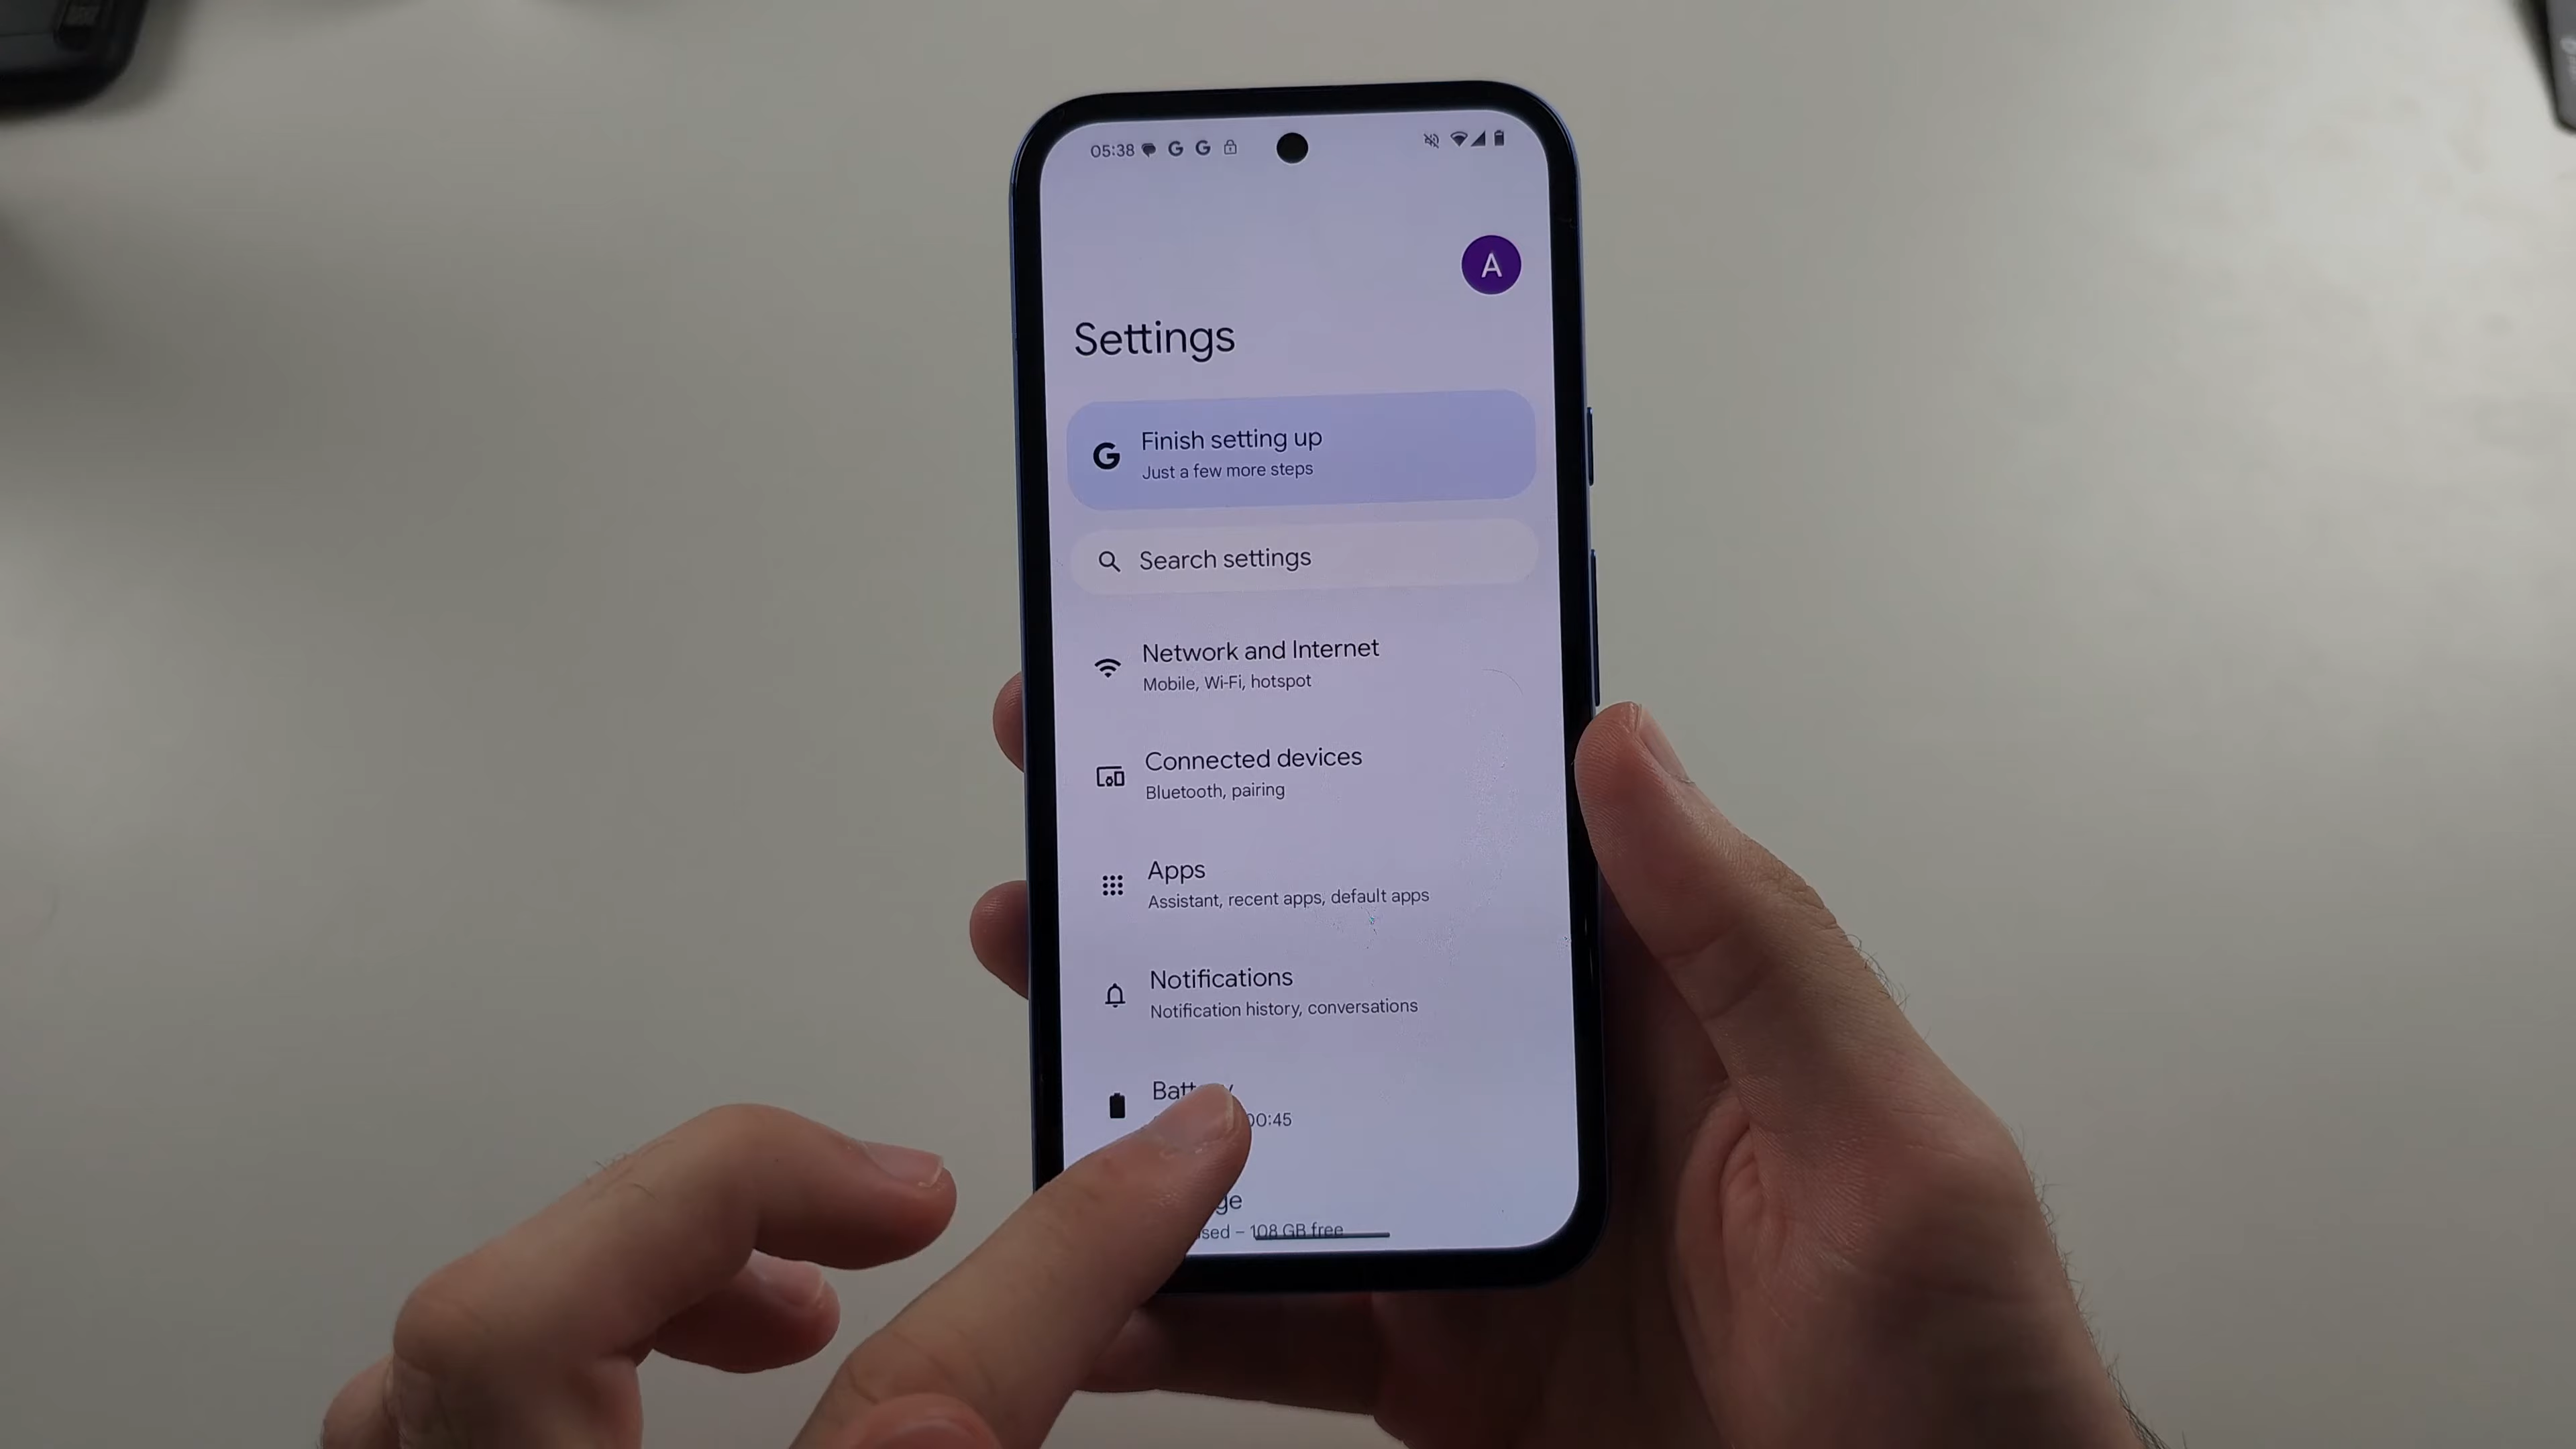 05:38
A
Settings
Finish setting up
Just a few more steps
Search settings
Network and Internet
Mobile, Wi-Fi, hotspot
Connected devices
Bluetooth, pairing
Apps
Assistant, recent apps, default apps
Notifications
Notification history, conversations
00:45
108 GB free